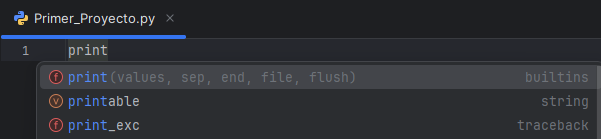 Primer_Proyecto.py ×
1 print
f print(values, sep, end, file, flush) builtins
v printable string
f print_exc traceback